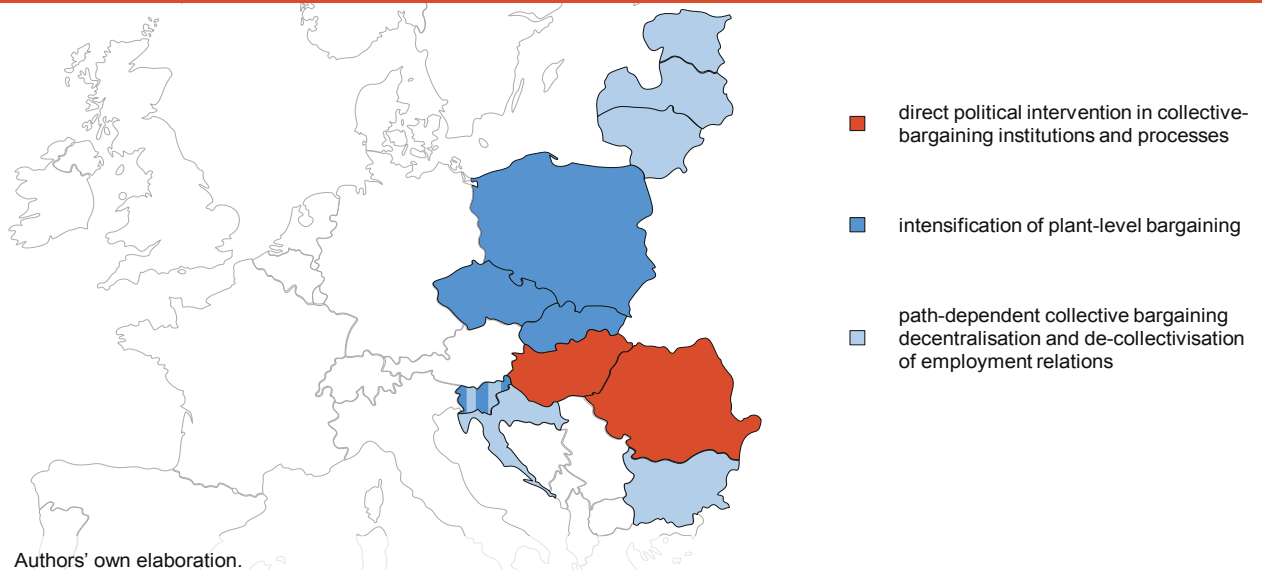 direct political intervention in collective-
bargaining institutions and processes
intensification of plant-level bargaining
path-dependent collective bargaining
decentralisation and de-collectivisation
of employment relations
Authors' own elaboration.